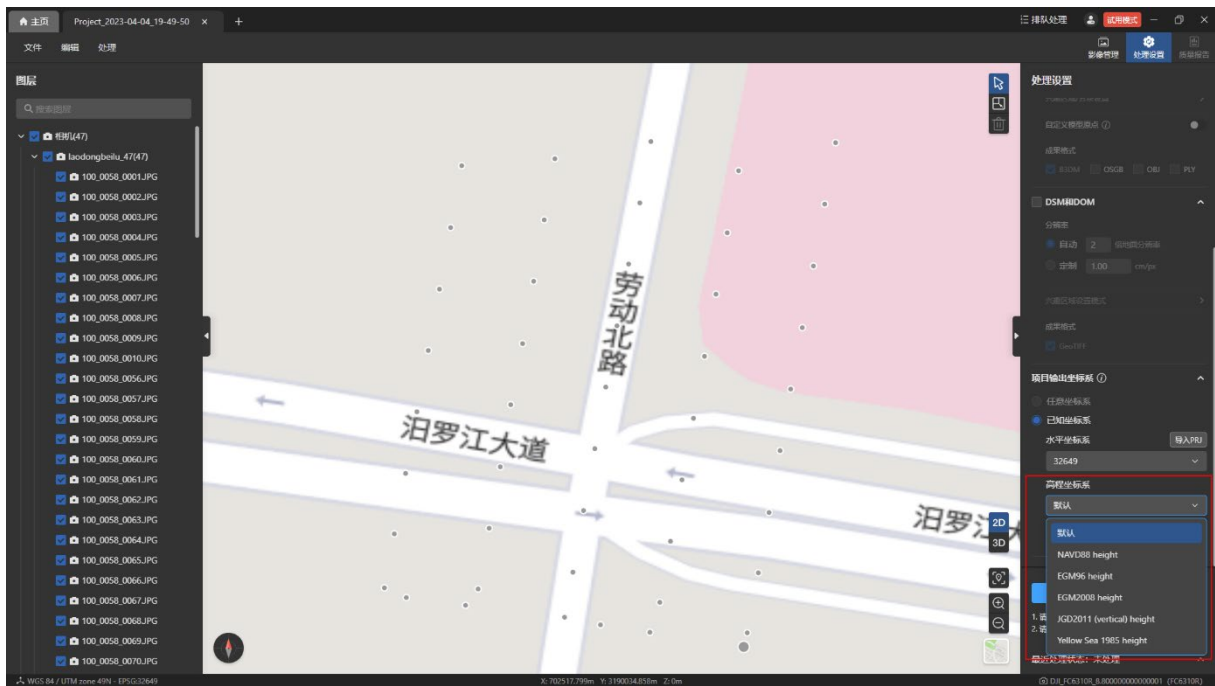 主页
Project_2023-04-04_19-49-50
排队处理
试用模式
文件 编辑 处理
影像管理 处理设置 质量报告
图层
搜索图层
相机(47)
laodongbeilu_47(47)
100_0058_0001.JPG
100_0058_0002.JPG
100_0058_0003.JPG
100_0058_0004.JPG
100_0058_0005.JPG
100_0058_0006.JPG
100_0058_0007.JPG
100_0058_0008.JPG
100_0058_0009.JPG
100_0058_0010.JPG
100_0058_0056.JPG
100_0058_0057.JPG
100_0058_0058.JPG
100_0058_0059.JPG
100_0058_0060.JPG
100_0058_0061.JPG
100_0058_0062.JPG
100_0058_0063.JPG
100_0058_0064.JPG
100_0058_0065.JPG
100_0058_0066.JPG
100_0058_0067.JPG
100_0058_0068.JPG
100_0058_0069.JPG
100_0058_0070.JPG
劳动北路
汨罗江大道
汨罗江大
2D
3D
处理设置
自定义模型原点
成果格式
B3DM OSGB OBJ PLY
DSM和DOM
分辨率
自动 2 倍地面分辨率
定制 1.00 cm/px
成果格式
GeoTIFF
项目输出坐标系
任意坐标系
已知坐标系
水平坐标系 导入PRJ
32649
高程坐标系
默认
默认
NAVD88 height
EGM96 height
EGM2008 height
JGD2011 (vertical) height
Yellow Sea 1985 height
1. 请
2. 请
最近处理状态：未处理
WGS 84 / UTM zone 49N - EPSG:32649
X: 702517.799m Y: 3190034.858m Z: 0m
DJI_FC6310R_8.800000000000001 (FC6310R)